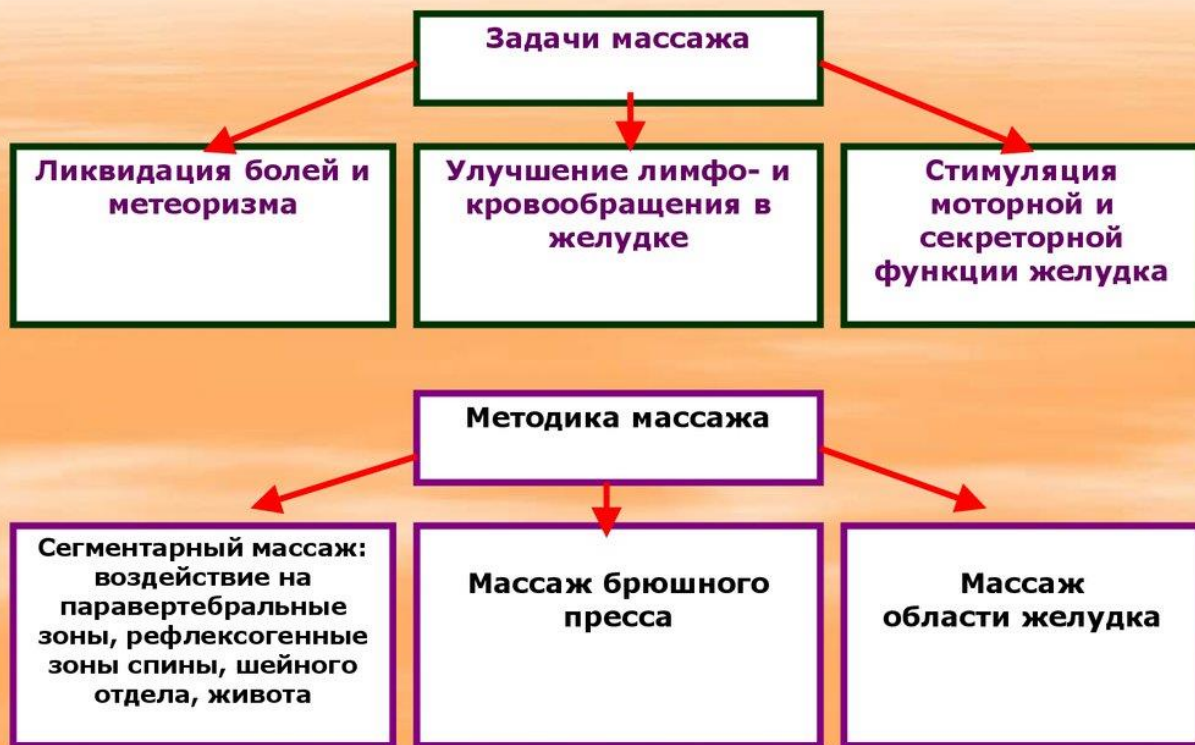 Задачи массажа
Ликвидация болей и
метеоризма
Улучшение лимфо- и
кровообращения в
желудке
Стимуляция
моторной и
секреторной
функции желудка
Методика массажа
Сегментарный массаж:
воздействие на
паравертебральные
зоны, рефлексогенные
зоны спины, шейного
отдела, живота
Массаж брюшного
пресса
Массаж
области желудка